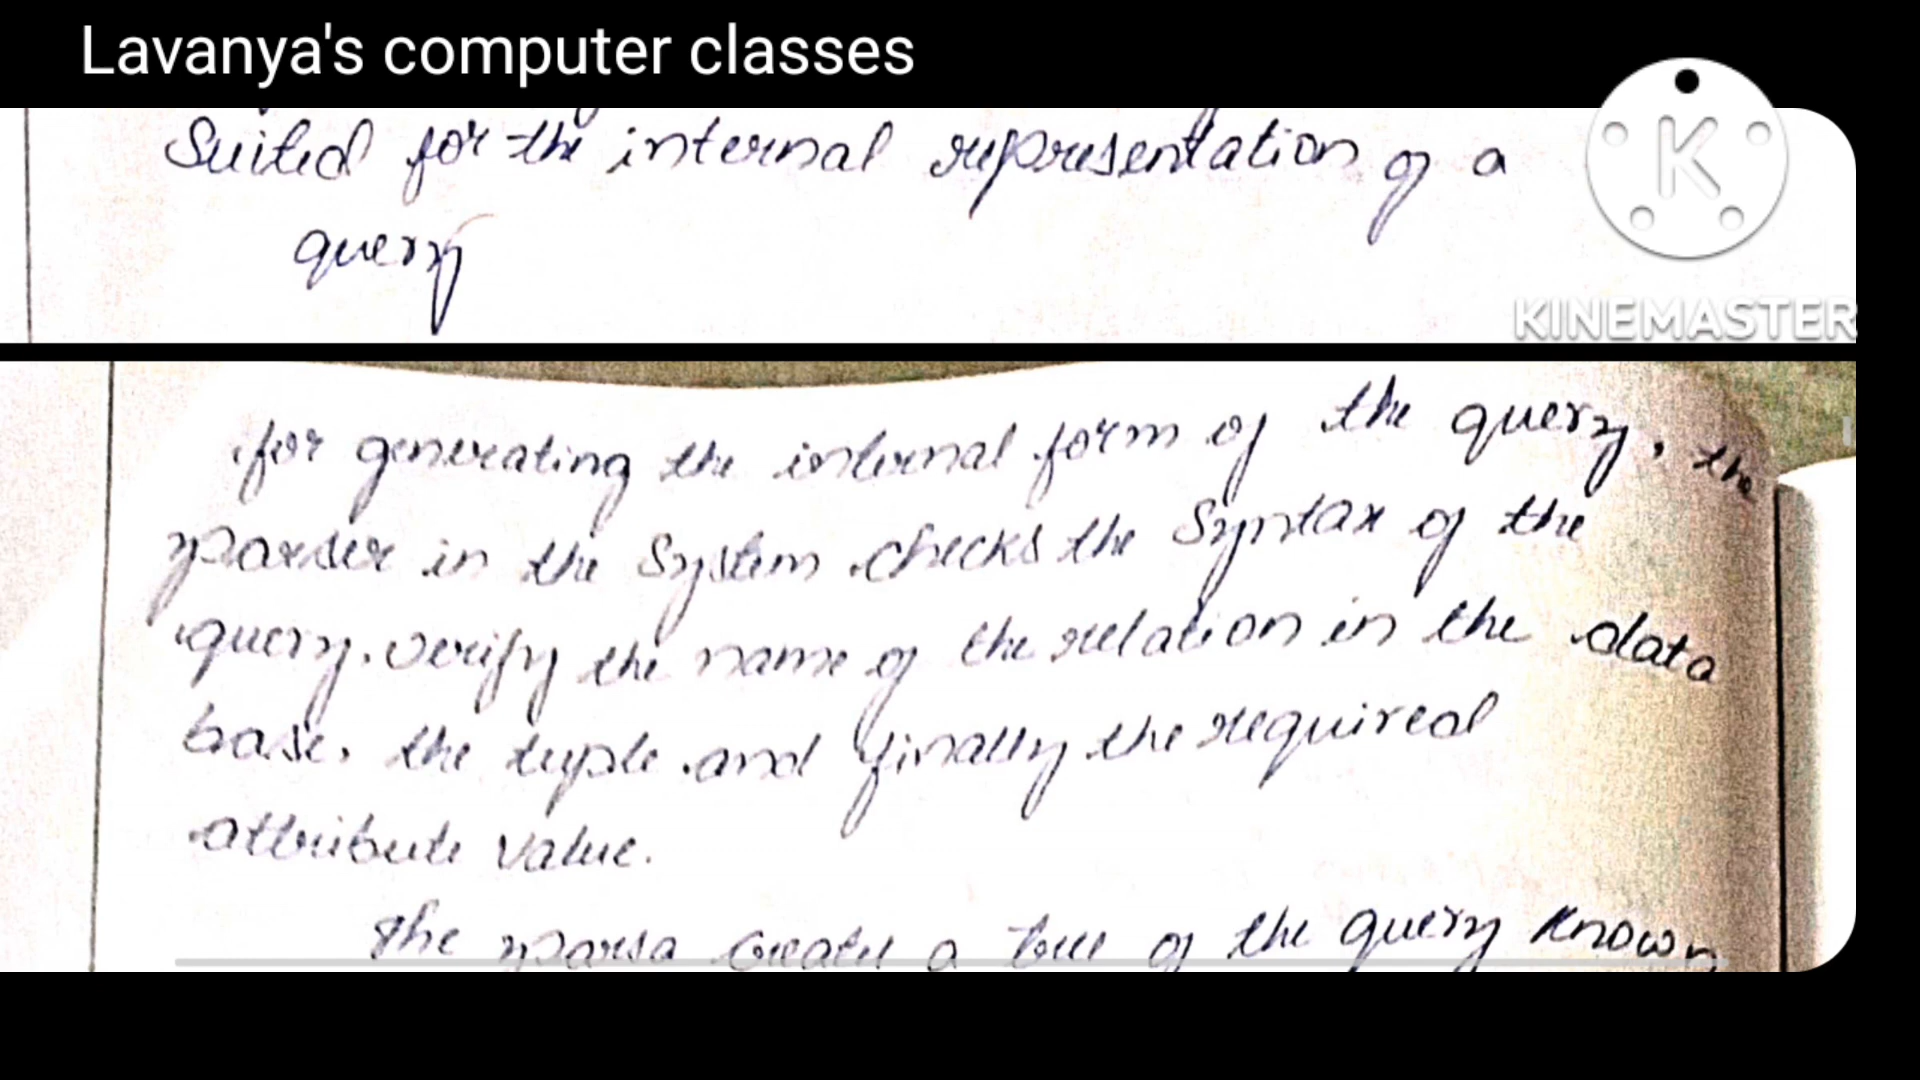 Lavanya's computer classes
Suited for the internal representation of a
query
K
KINEMASTER
for generating the internal form of the query, the
parser in the System checks the Syntax of the
query, verify the name of the relation in the data
base, the tuple and finally the required
attribute value.
The parsa create a tree of the query known